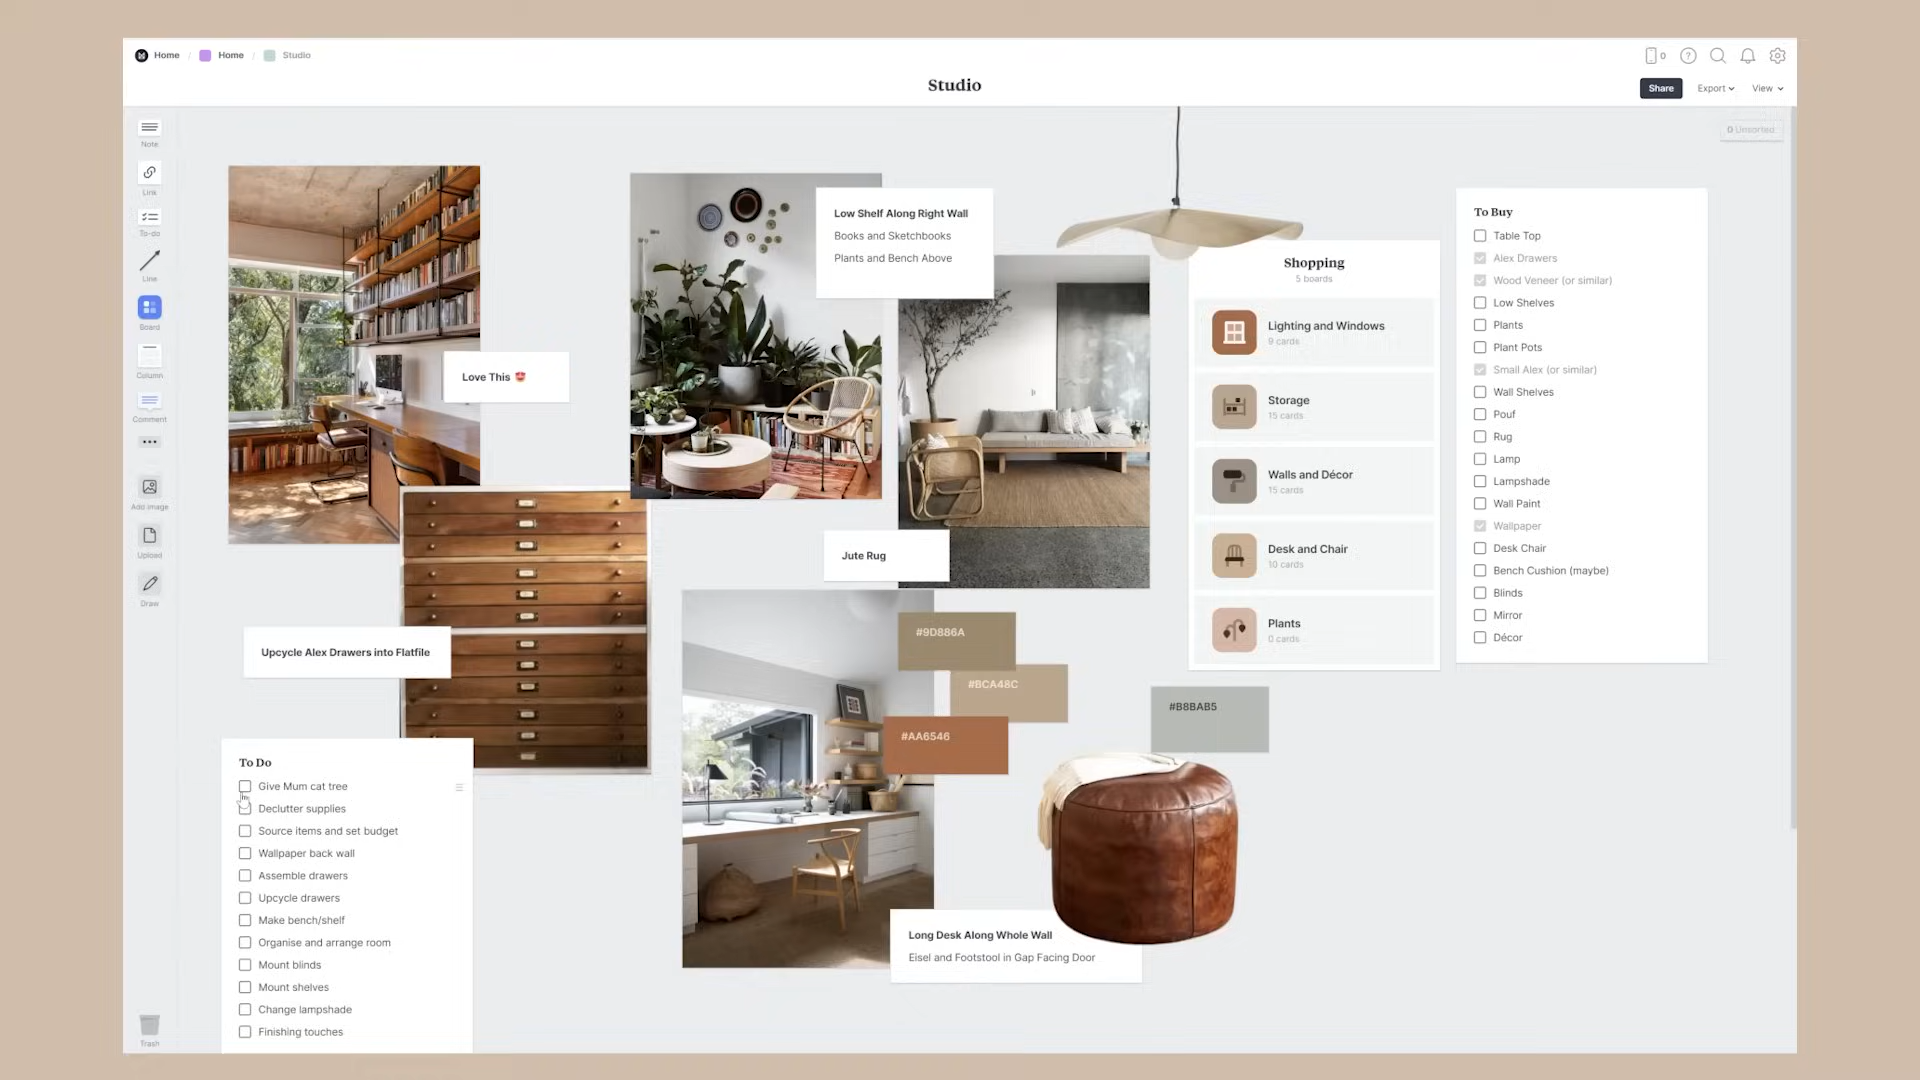 Home / Home / Studio
0
Studio
Share
Export
View
0 Unsorted
Note
Link
To-do
Line
Board
Column
Comment
Add image
Upload
Draw
Trash
Love This
Upcycle Alex Drawers into Flatfile
To Do
Give Mum cat tree
Declutter supplies
Source items and set budget
Wallpaper back wall
Assemble drawers
Upcycle drawers
Make bench/shelf
Organise and arrange room
Mount blinds
Mount shelves
Change lampshade
Finishing touches
Low Shelf Along Right Wall
Books and Sketchbooks
Plants and Bench Above
Jute Rug
#9D886A
#BCA48C
#AA6546
#B8BAB5
Long Desk Along Whole Wall
Eisel and Footstool in Gap Facing Door
Shopping
5 boards
Lighting and Windows
9 cards
Storage
15 cards
Walls and Décor
15 cards
Desk and Chair
10 cards
Plants
0 cards
To Buy
Table Top
Alex Drawers
Wood Veneer (or similar)
Low Shelves
Plants
Plant Pots
Small Alex (or similar)
Wall Shelves
Pouf
Rug
Lamp
Lampshade
Wall Paint
Wallpaper
Desk Chair
Bench Cushion (maybe)
Blinds
Mirror
Décor